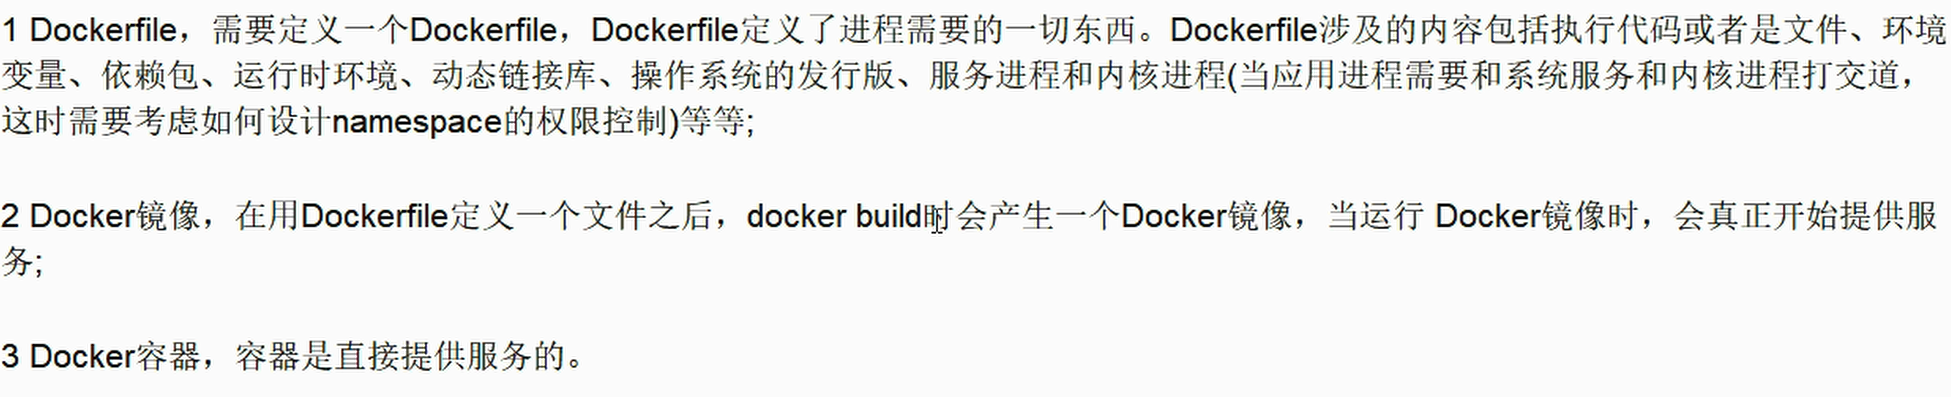 1 Dockerfile，需要定义一个Dockerfile，Dockerfile定义了进程需要的一切东西。Dockerfile涉及的内容包括执行代码或者是文件、环境
变量、依赖包、运行时环境、动态链接库、操作系统的发行版、服务进程和内核进程(当应用进程需要和系统服务和内核进程打交道，
这时需要考虑如何设计namespace的权限控制)等等;
2 Docker镜像，在用Dockerfile定义一个文件之后，docker build时会产生一个Docker镜像，当运行 Docker镜像时，会真正开始提供服
务;
3 Docker容器，容器是直接提供服务的。